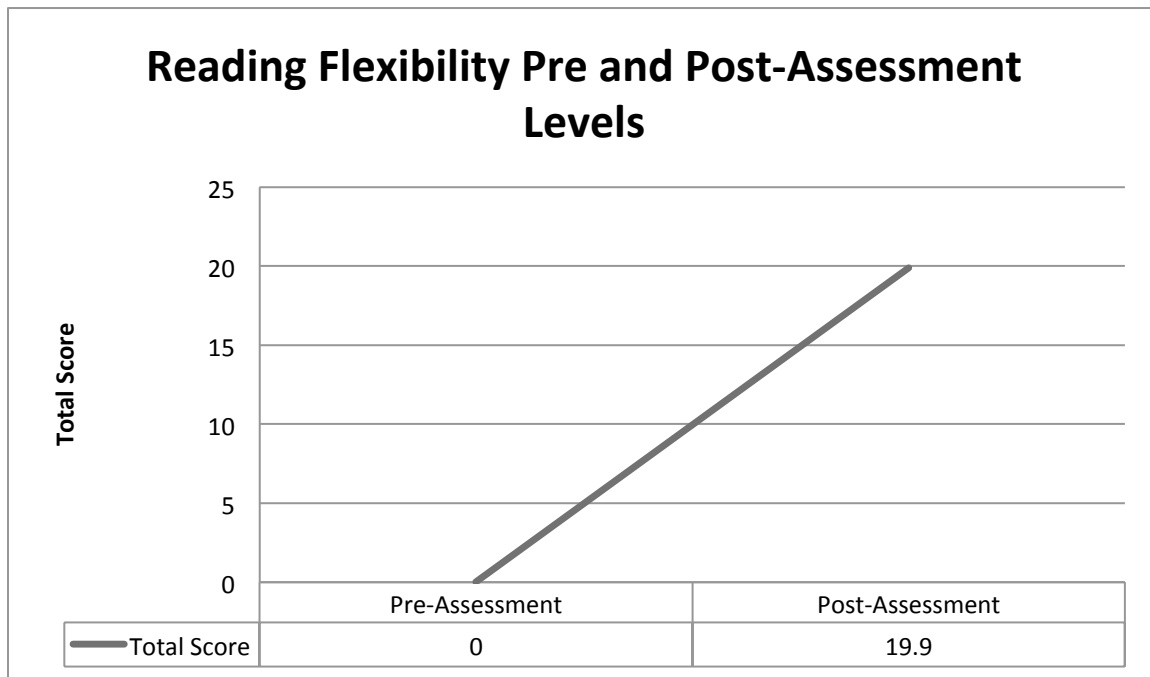 Reading Flexibility Pre and Post-Assessment
Levels
25
20
15
10
5
0
Total Score
Pre-Assessment Post-Assessment
Total Score 0 19.9